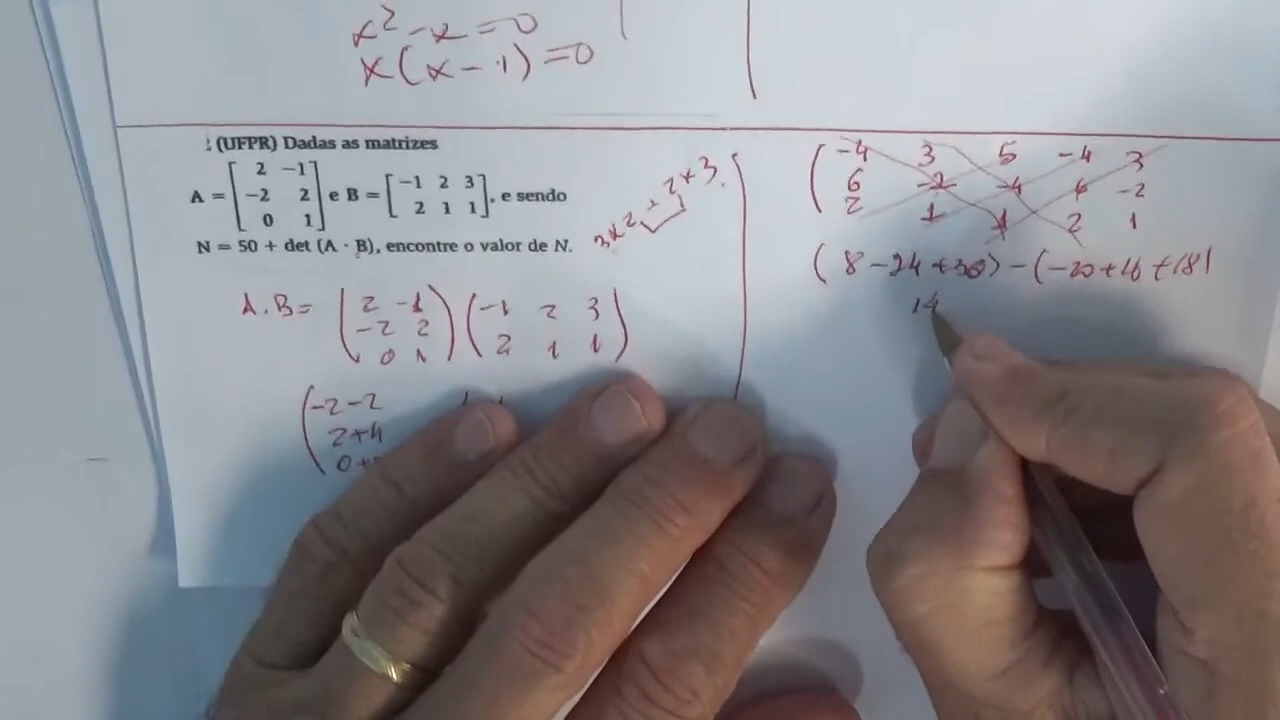 x² - x = 0
x(x - 1) = 0
(UFPR) Dadas as matrizes
A = [ 2 -1 ; -2 2 ; 0 1 ] e B = [ -1 2 3 ; 2 1 1 ], e sendo
N = 50 + det (A · B), encontre o valor de N.
3x2 2x3
A.B = ( 2 -1 ; -2 2 ; 0 1 ) ( -1 2 3 ; 2 1 1 )
( -2-2
2+4
0+
( -4 3 5 -4 3
6 -2 -4 6 -2
2 1 1 2 1
( 8 - 24 + 30) - (-20 + 16 + 18)
14